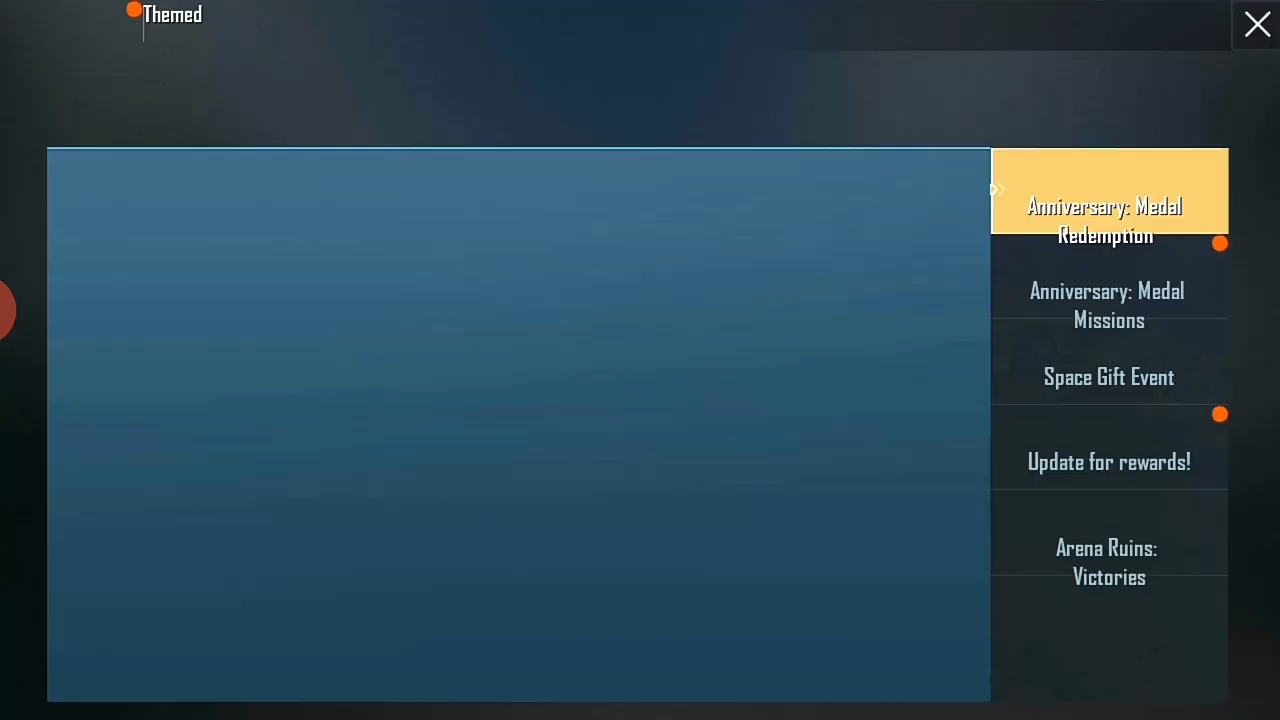 Themed
Anniversary: Medal
Redemption
Anniversary: Medal
Missions
Space Gift Event
Update for rewards!
Arena Ruins:
Victories